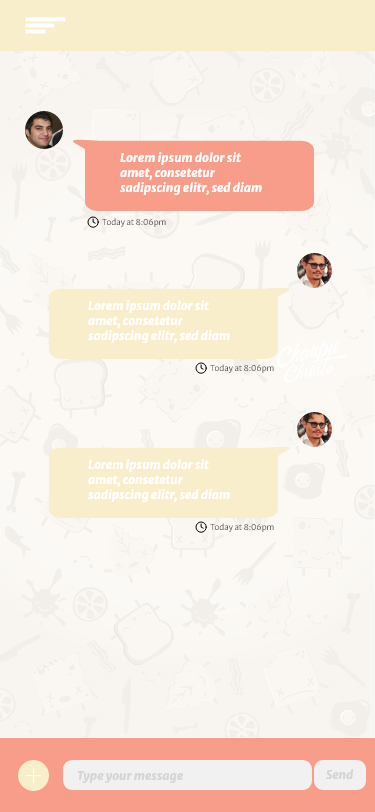 Lorem ipsum dolor sit
amet, consetetur
sadipscing elitr, sed diam
Today at 8:06pm
Lorem ipsum dolor sit
amet, consetetur
sadipscing elitr, sed diam
Today at 8:06pm
Lorem ipsum dolor sit
amet, consetetur
sadipscing elitr, sed diam
Today at 8:06pm
Type your message
Send